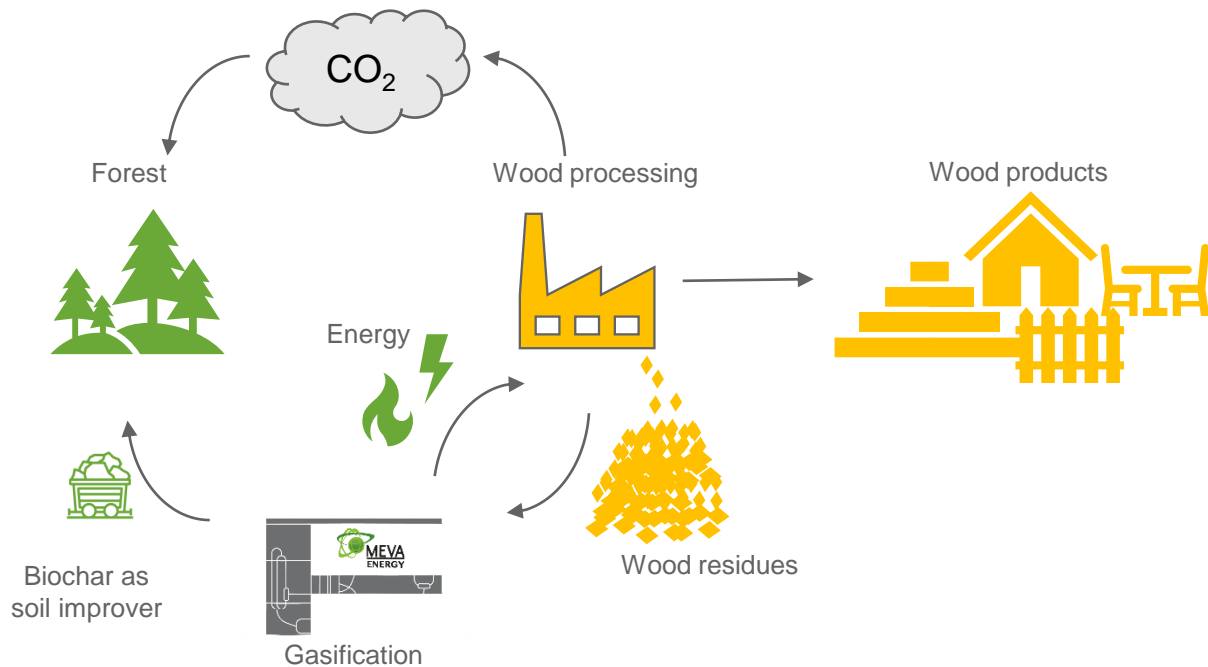 CO₂
Forest
Wood processing
Wood products
Energy
MEVA
ENERGY
Wood residues
Biochar as
soil improver
Gasification